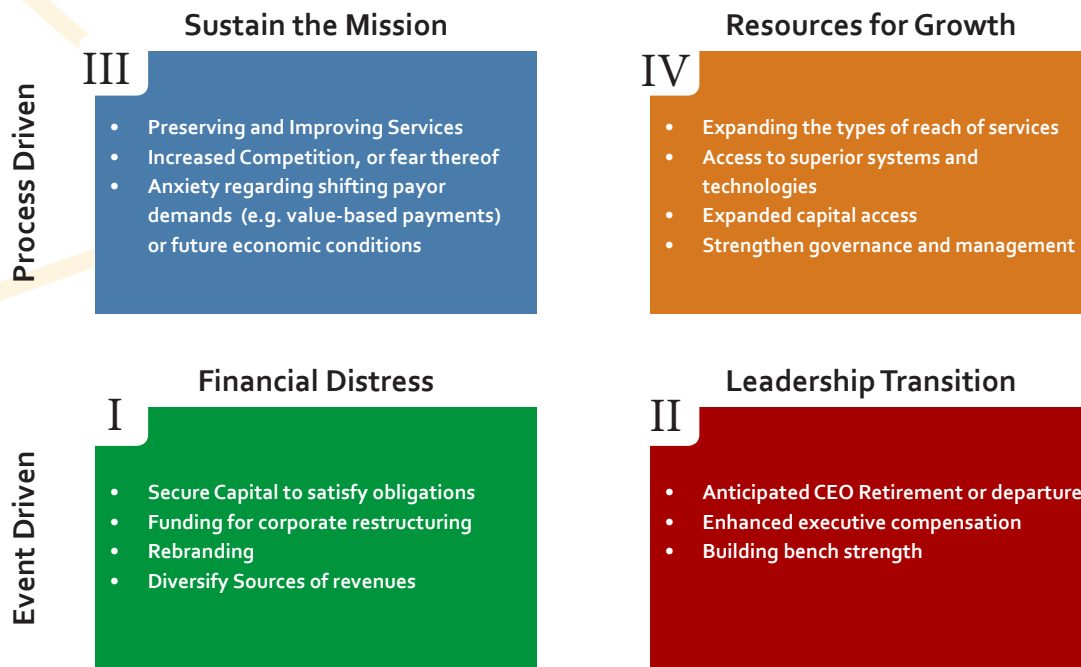 Sustain the Mission
Resources for Growth
Process Driven
III
• Preserving and Improving Services
• Increased Competition, or fear thereof
• Anxiety regarding shifting payor
demands (e.g. value-based payments)
or future economic conditions
IV
• Expanding the types of reach of services
• Access to superior systems and
technologies
• Expanded capital access
• Strengthen governance and management
Financial Distress
Leadership Transition
Event Driven
I
• Secure Capital to satisfy obligations
• Funding for corporate restructuring
• Rebranding
• Diversify Sources of revenues
II
• Anticipated CEO Retirement or departure
• Enhanced executive compensation
• Building bench strength